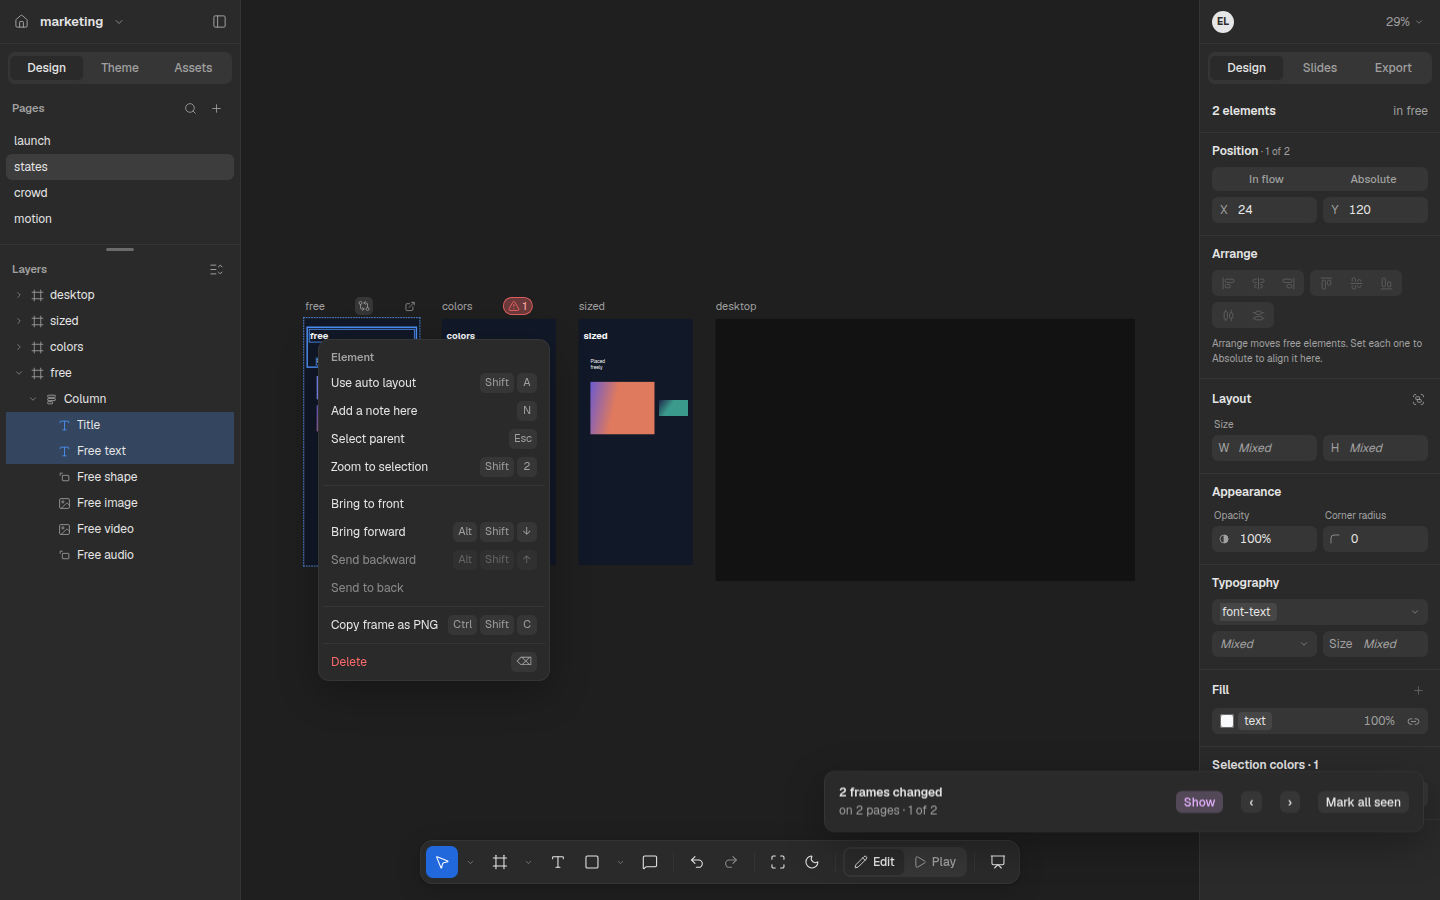 marketing
Design
Theme
Assets
Pages
launch
states
crowd
motion
Layers
desktop
sized
colors
free
Column
Title
Free text
Free shape
Free image
Free video
Free audio
free
colors
1
sized
desktop
free
colors
sized
Placed
freely
Element
Use auto layout Shift A
Add a note here N
Select parent Esc
Zoom to selection Shift 2
Bring to front
Bring forward Alt Shift ↓
Send backward Alt Shift ↑
Send to back
Copy frame as PNG Ctrl Shift C
Delete ⌫
EL
29%
Design
Slides
Export
2 elements in free
Position · 1 of 2
In flow Absolute
X 24 Y 120
Arrange
Arrange moves free elements. Set each one to
Absolute to align it here.
Layout
Size
W Mixed H Mixed
Appearance
Opacity Corner radius
100% 0
Typography
font-text
Mixed Size Mixed
Fill
text 100%
Selection colors · 1
2 frames changed
on 2 pages · 1 of 2
Show ‹ › Mark all seen
Edit Play